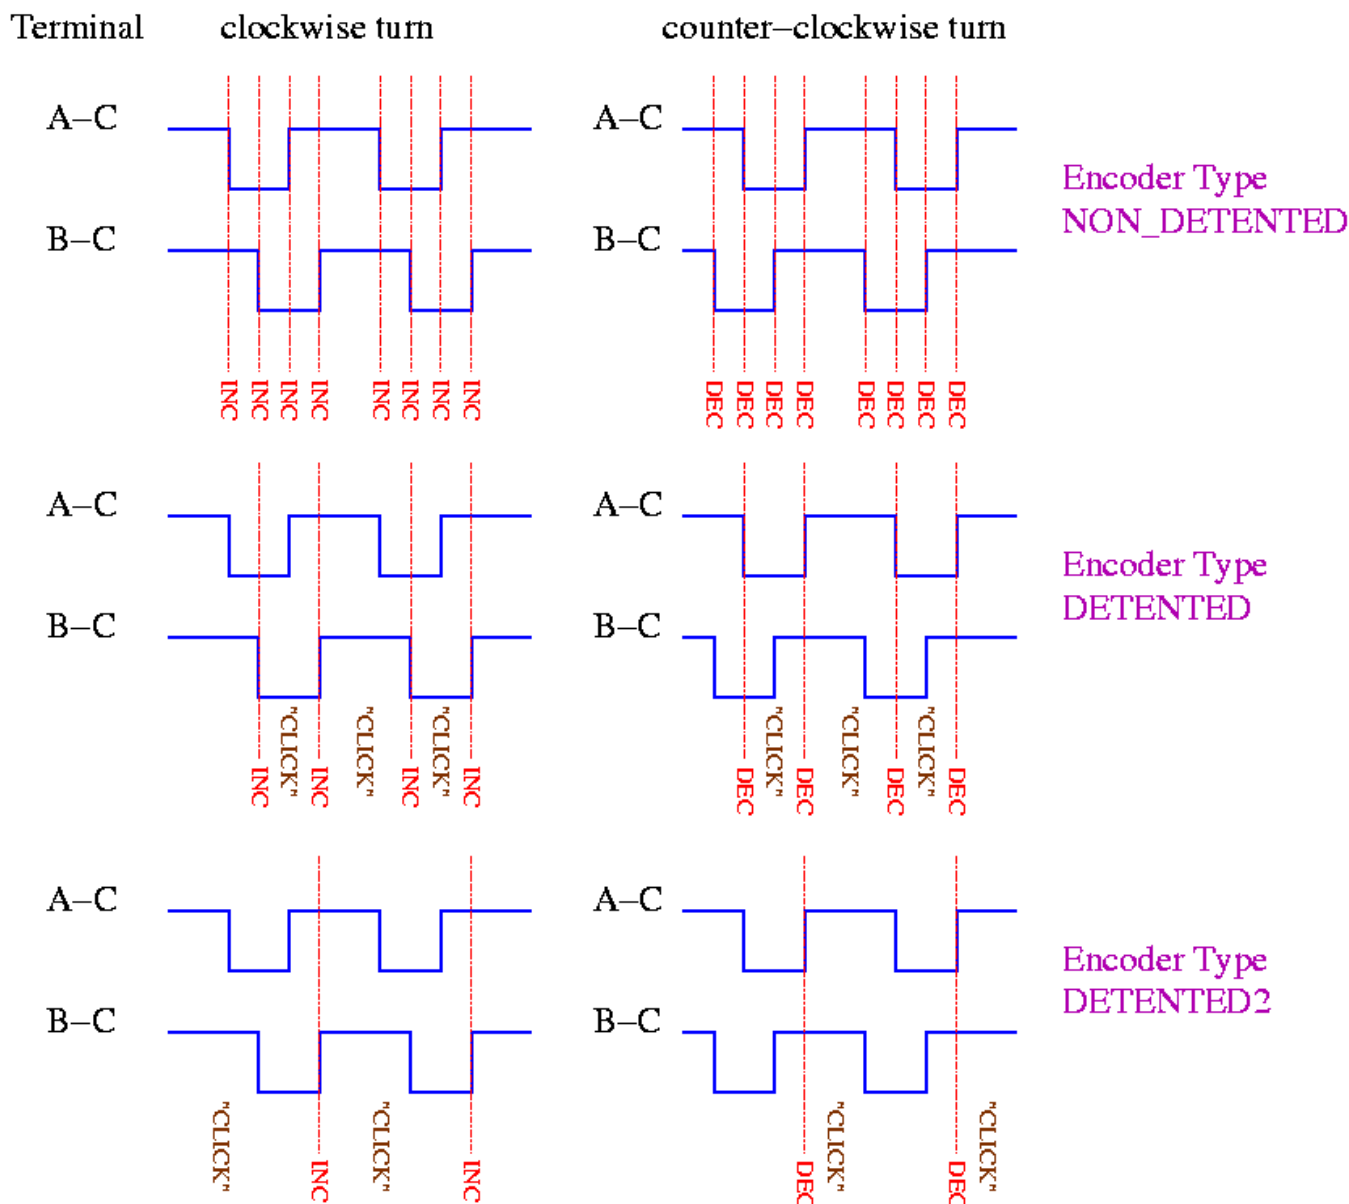 Terminal clockwise turn counter–clockwise turn
A–C A–C
Encoder Type
NON_DETENTED
B–C B–C
INC INC INC INC INC INC INC INC DEC DEC DEC DEC DEC DEC DEC DEC
A–C A–C
Encoder Type
DETENTED
B–C B–C
"CLICK" "CLICK" "CLICK" "CLICK" "CLICK" "CLICK"
INC INC INC INC DEC DEC DEC DEC
A–C A–C
Encoder Type
DETENTED2
B–C B–C
"CLICK" "CLICK" "CLICK" "CLICK"
INC INC DEC DEC